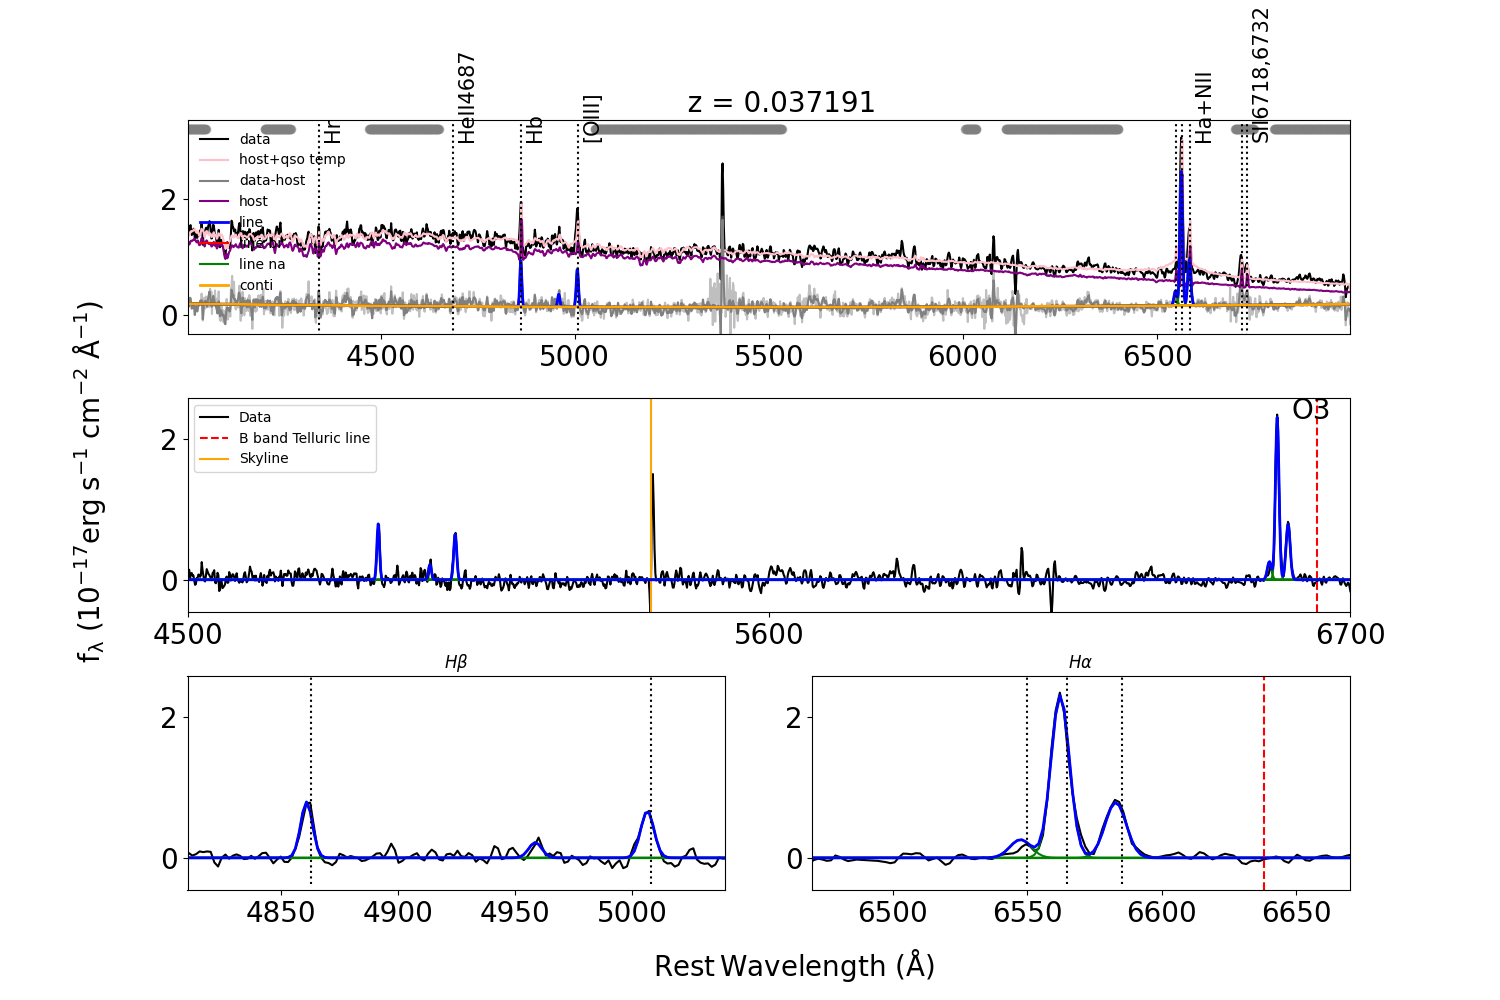 z = 0.037191
Hr
HeII4687
Hb
[OIII]
Ha+NII
SII6718,6732
data
host+qso temp
data-host
host
line
line na
conti
2
0
4500
5000
5500
6000
6500
fλ (10⁻¹⁷erg s⁻¹ cm⁻² Å⁻¹)
Data
B band Telluric line
Skyline
O3
2
0
4500
5600
6700
Hβ
2
0
4850
4900
4950
5000
Hα
2
0
6500
6550
6600
6650
Rest Wavelength (Å)